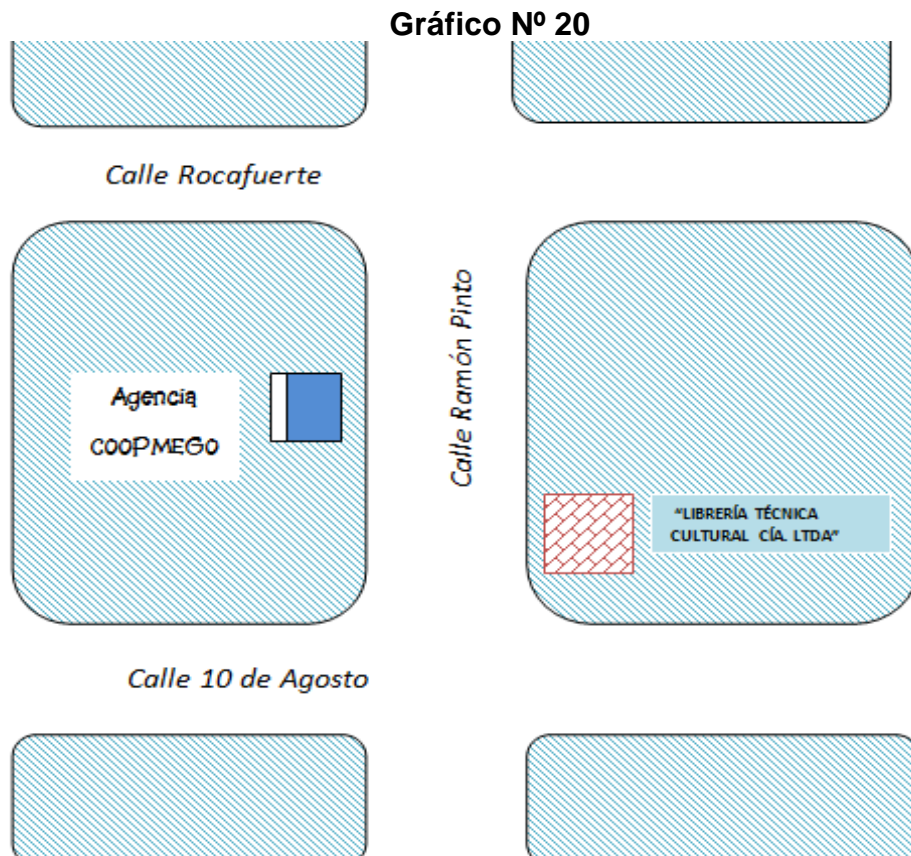 Gráfico Nº 20
Calle Rocafuerte
Calle Ramón Pinto
Agencia
COOPMEGO
"LIBRERÍA TÉCNICA
CULTURAL CÍA. LTDA"
Calle 10 de Agosto